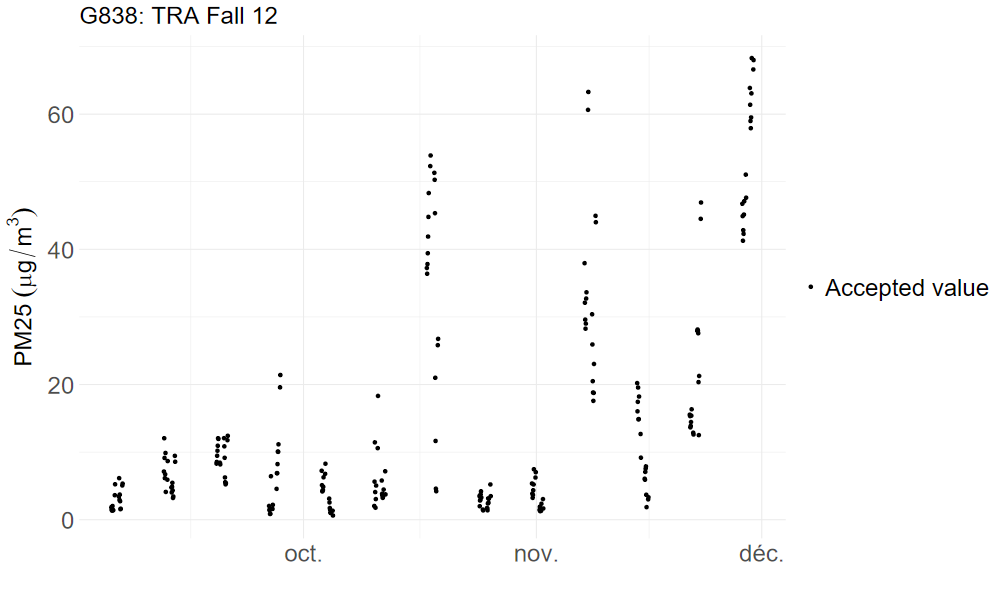 G838: TRA Fall 12
60
40
20
0
PM25 (μg/m³)
oct.
nov.
déc.
Accepted value